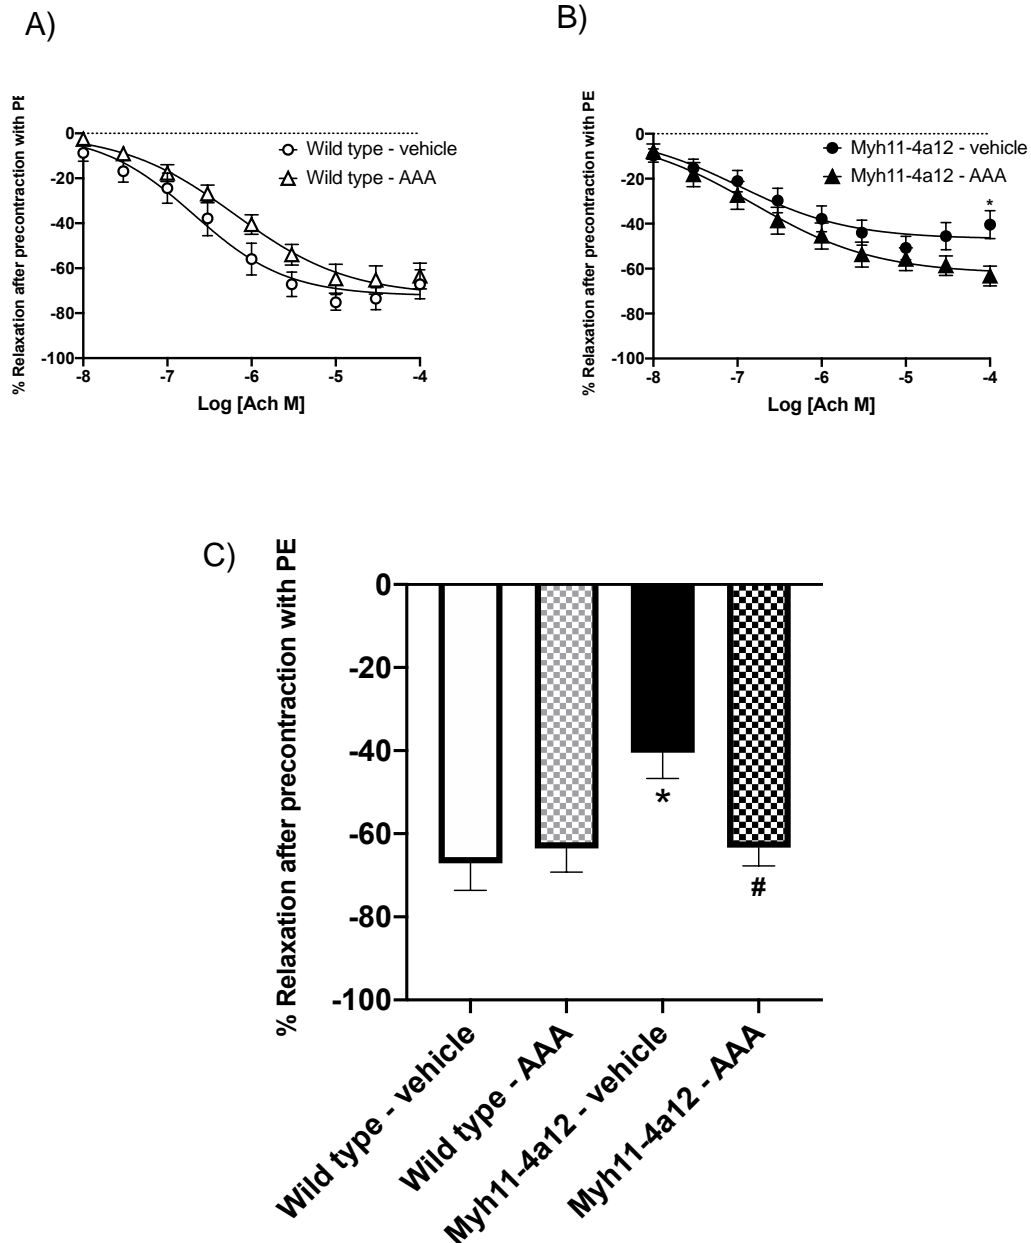 A)
% Relaxation after precontraction with PE
0
-20
-40
-60
-80
-100
-8
-7
-6
-5
-4
Log [Ach M]
Wild type - vehicle
Wild type - AAA
B)
% Relaxation after precontraction with PE
0
-20
-40
-60
-80
-100
-8
-7
-6
-5
-4
Log [Ach M]
Myh11-4a12 - vehicle
Myh11-4a12 - AAA
*
C)
% Relaxation after precontraction with PE
0
-20
-40
-60
-80
-100
*
#
Wild type - vehicle
Wild type - AAA
Myh11-4a12 - vehicle
Myh11-4a12 - AAA